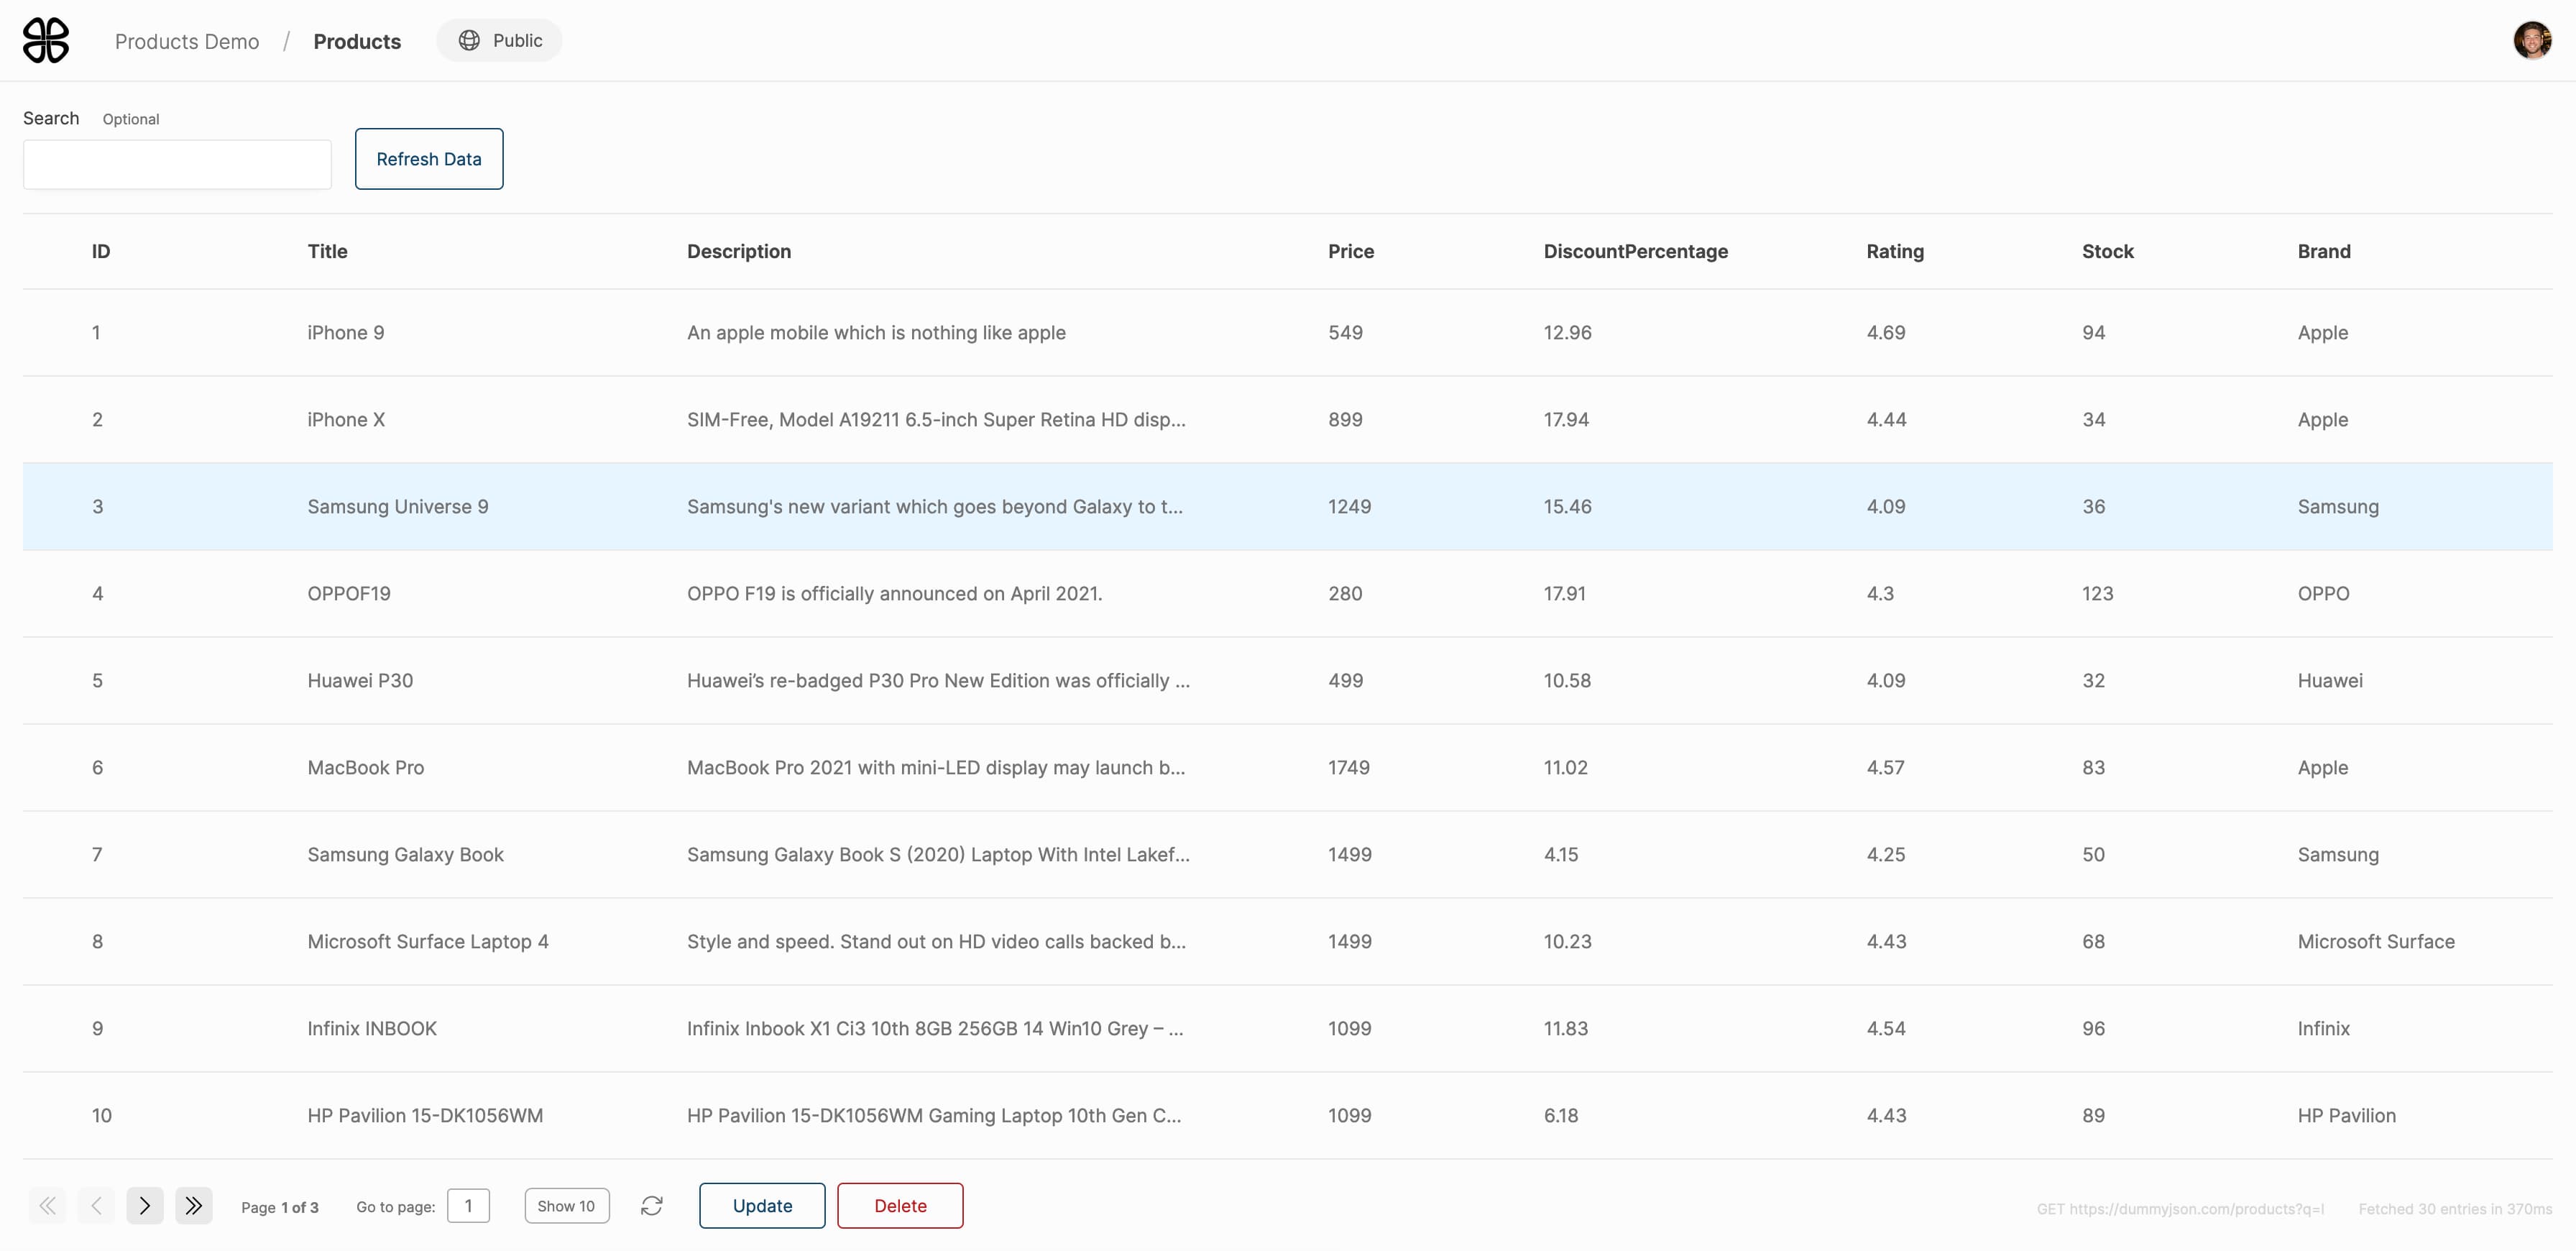 Products Demo / Products Public
Search Optional
Refresh Data
ID Title Description Price DiscountPercentage Rating Stock Brand
1 iPhone 9 An apple mobile which is nothing like apple 549 12.96 4.69 94 Apple
2 iPhone X SIM-Free, Model A19211 6.5-inch Super Retina HD disp... 899 17.94 4.44 34 Apple
3 Samsung Universe 9 Samsung's new variant which goes beyond Galaxy to t... 1249 15.46 4.09 36 Samsung
4 OPPOF19 OPPO F19 is officially announced on April 2021. 280 17.91 4.3 123 OPPO
5 Huawei P30 Huawei’s re-badged P30 Pro New Edition was officially ... 499 10.58 4.09 32 Huawei
6 MacBook Pro MacBook Pro 2021 with mini-LED display may launch b... 1749 11.02 4.57 83 Apple
7 Samsung Galaxy Book Samsung Galaxy Book S (2020) Laptop With Intel Lakef... 1499 4.15 4.25 50 Samsung
8 Microsoft Surface Laptop 4 Style and speed. Stand out on HD video calls backed b... 1499 10.23 4.43 68 Microsoft Surface
9 Infinix INBOOK Infinix Inbook X1 Ci3 10th 8GB 256GB 14 Win10 Grey – ... 1099 11.83 4.54 96 Infinix
10 HP Pavilion 15-DK1056WM HP Pavilion 15-DK1056WM Gaming Laptop 10th Gen C... 1099 6.18 4.43 89 HP Pavilion
Page 1 of 3 Go to page: 1 Show 10 Update Delete GET https://dummyjson.com/products?q=l Fetched 30 entries in 370ms